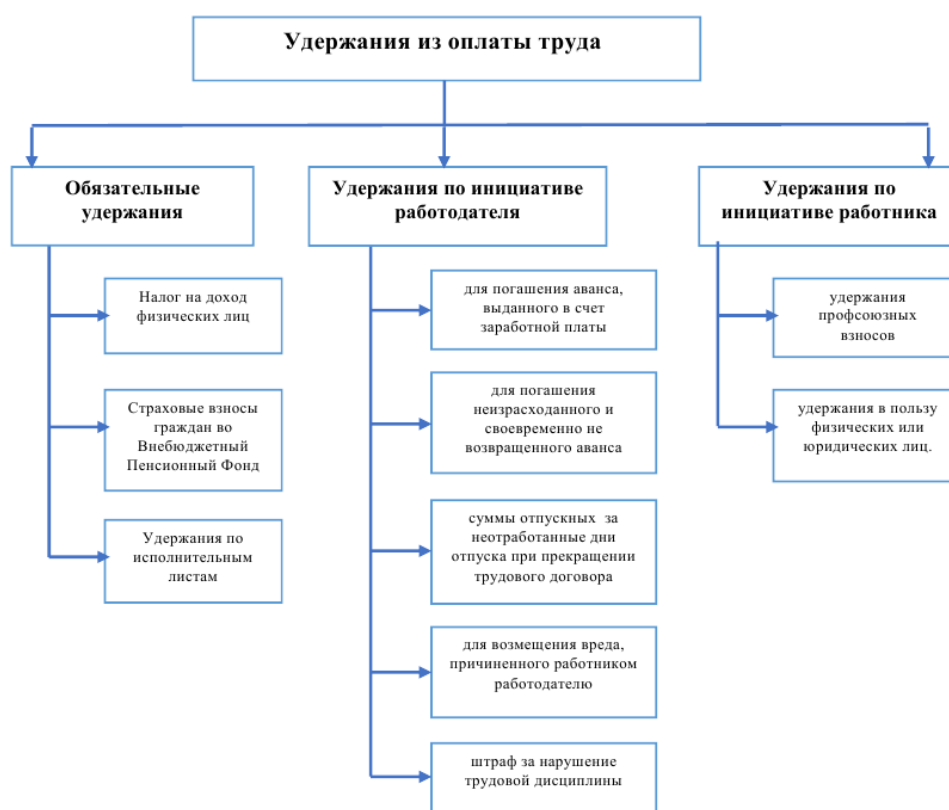 Удержания из оплаты труда
Обязательные
удержания
Налог на доход
физических лиц
Страховые взносы
граждан во
Внебюджетный
Пенсионный Фонд
Удержания по
исполнительным
листам
Удержания по инициативе
работодателя
для погашения аванса,
выданного в счет
заработной платы
для погашения
неизрасходанного и
своевременно не
возвращенного аванса
суммы отпускных за
неотработанные дни
отпуска при прекращении
трудового договора
для возмещения вреда,
причиненного работником
работодателю
штраф за нарушение
трудовой дисциплины
Удержания по
инициативе работника
удержания
профсоюзных
взносов
удержания в пользу
физических или
юридических лиц.